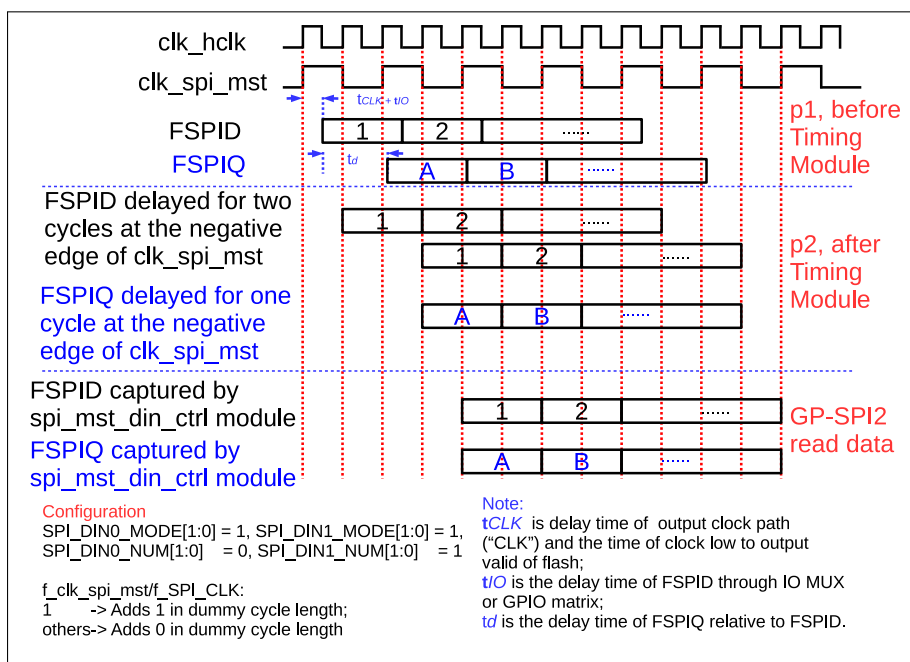 clk_hclk
clk_spi_mst
tCLK + tIO
FSPID
1 2 ......
p1, before
Timing
Module
FSPIQ
td
A B ......
FSPID delayed for two
cycles at the negative
edge of clk_spi_mst
1 2 ......
1 2 ......
p2, after
Timing
Module
FSPIQ delayed for one
cycle at the negative
edge of clk_spi_mst
A B ......
FSPID captured by
spi_mst_din_ctrl module
1 2 ......
GP-SPI2
read data
FSPIQ captured by
spi_mst_din_ctrl module
A B ......
Configuration
SPI_DIN0_MODE[1:0] = 1, SPI_DIN1_MODE[1:0] = 1,
SPI_DIN0_NUM[1:0] = 0, SPI_DIN1_NUM[1:0] = 1
f_clk_spi_mst/f_SPI_CLK:
1 -> Adds 1 in dummy cycle length;
others-> Adds 0 in dummy cycle length
Note:
tCLK is delay time of output clock path
(“CLK”) and the time of clock low to output
valid of flash;
tIO is the delay time of FSPID through IO MUX
or GPIO matrix;
td is the delay time of FSPIQ relative to FSPID.